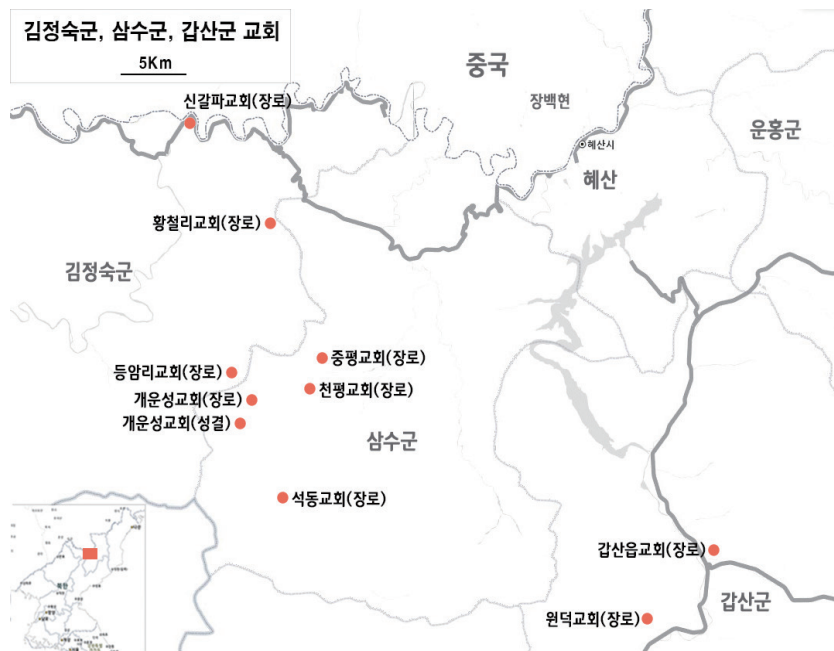 김정숙군, 삼수군, 갑산군 교회
5Km
중국
장백현
신갈파교회(장로)
운흥군
혜산시
혜산
황철리교회(장로)
김정숙군
중평교회(장로)
등암리교회(장로)
천평교회(장로)
개운성교회(장로)
개운성교회(성결)
삼수군
석동교회(장로)
갑산읍교회(장로)
갑산군
원덕교회(장로)
북한